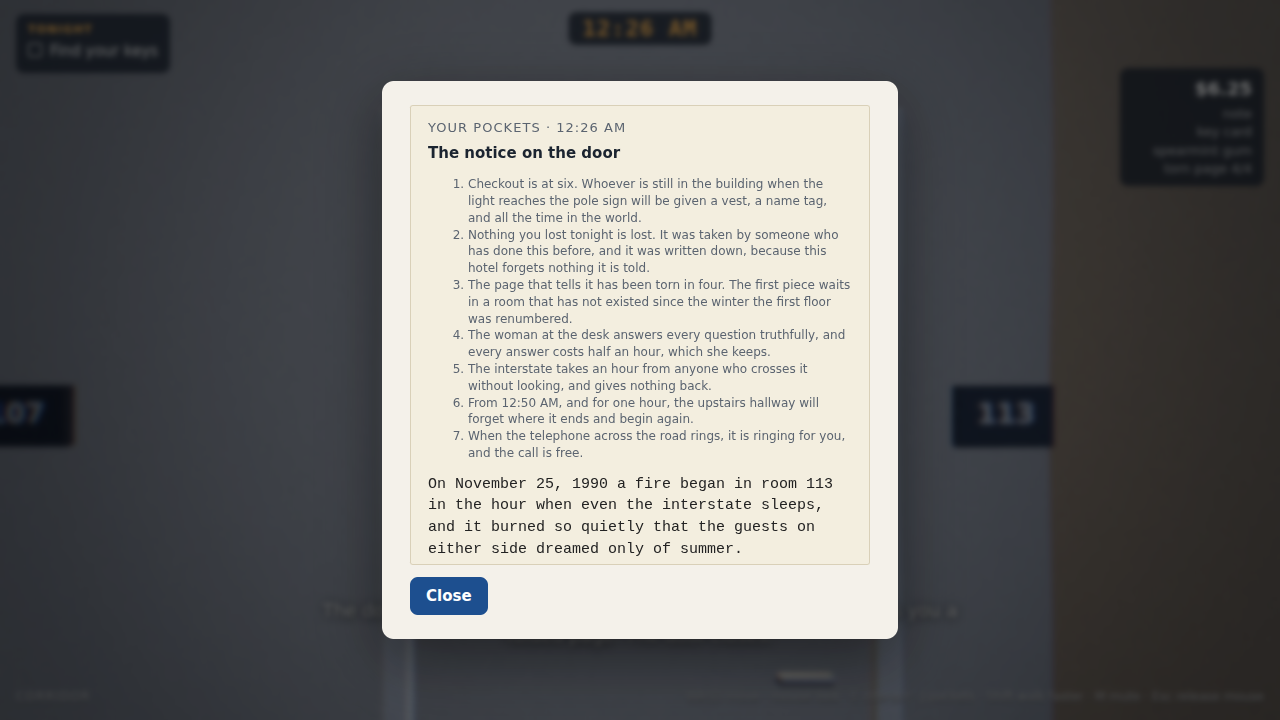 TONIGHT
☐ Find your keys
12:26 AM
$6.25
note
key card
spearmint gum
torn page 4/4
107
113
YOUR POCKETS · 12:26 AM
The notice on the door
1. Checkout is at six. Whoever is still in the building when the
light reaches the pole sign will be given a vest, a name tag,
and all the time in the world.
2. Nothing you lost tonight is lost. It was taken by someone who
has done this before, and it was written down, because this
hotel forgets nothing it is told.
3. The page that tells it has been torn in four. The first piece waits
in a room that has not existed since the winter the first floor
was renumbered.
4. The woman at the desk answers every question truthfully, and
every answer costs half an hour, which she keeps.
5. The interstate takes an hour from anyone who crosses it
without looking, and gives nothing back.
6. From 12:50 AM, and for one hour, the upstairs hallway will
forget where it ends and begin again.
7. When the telephone across the road rings, it is ringing for you,
and the call is free.
On November 25, 1990 a fire began in room 113
in the hour when even the interstate sleeps,
and it burned so quietly that the guests on
either side dreamed only of summer.
Close
The
you a